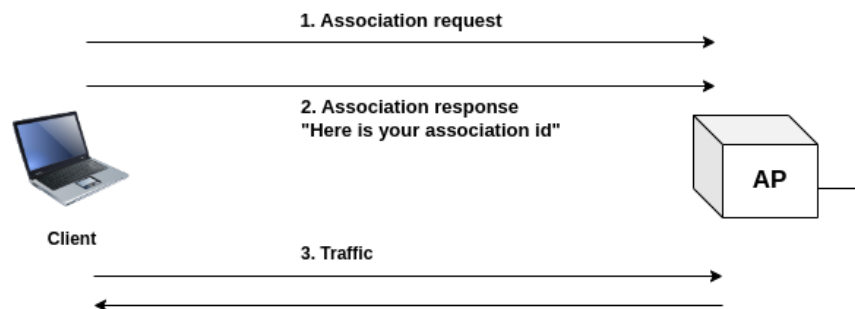 1. Association request
2. Association response
"Here is your association id"
AP
Client
3. Traffic